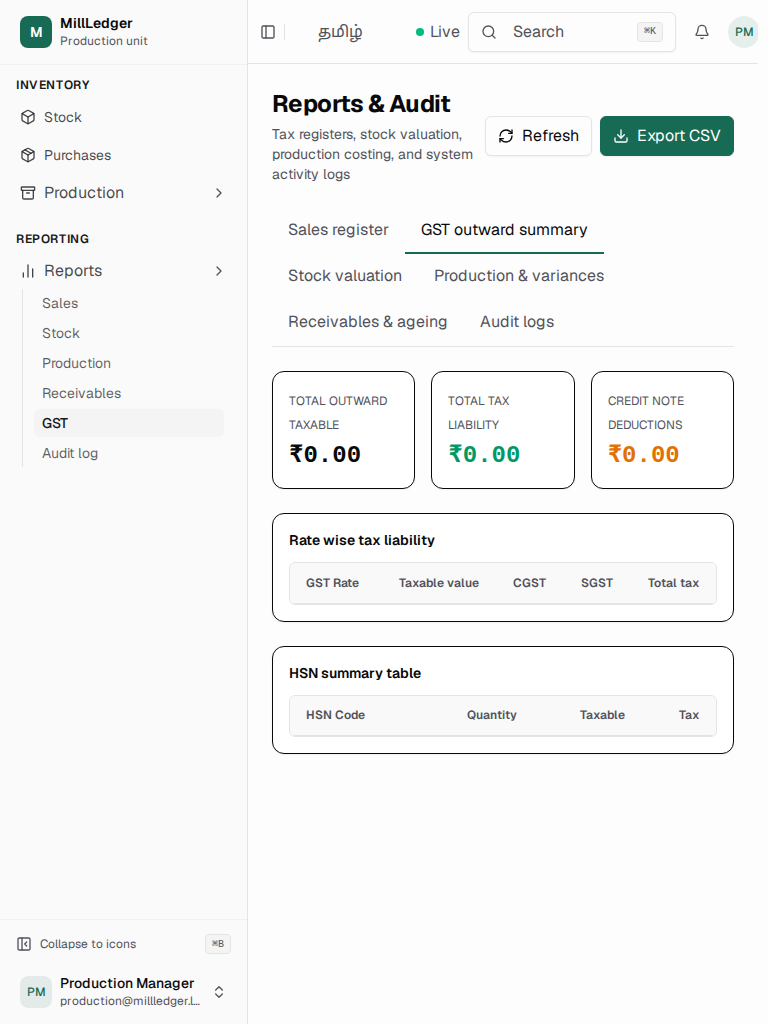 M
MillLedger
Production unit
INVENTORY
Stock
Purchases
Production
REPORTING
Reports
Sales
Stock
Production
Receivables
GST
Audit log
Collapse to icons
⌘B
PM
Production Manager
production@millledger.l...
தமிழ்
Live
Search
⌘K
PM
Reports & Audit
Tax registers, stock valuation,
production costing, and system
activity logs
Refresh
Export CSV
Sales register
GST outward summary
Stock valuation
Production & variances
Receivables & ageing
Audit logs
TOTAL OUTWARD
TAXABLE
₹0.00
TOTAL TAX
LIABILITY
₹0.00
CREDIT NOTE
DEDUCTIONS
₹0.00
Rate wise tax liability
GST Rate Taxable value CGST SGST Total tax
HSN summary table
HSN Code Quantity Taxable Tax